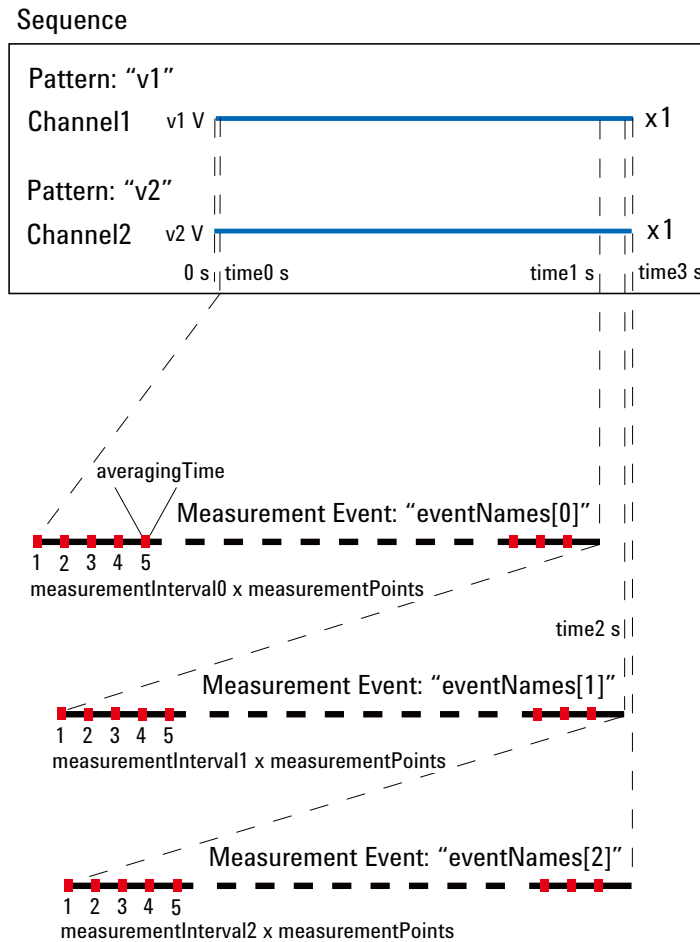 Sequence
Pattern: “v1”
Channel1 v1 V x1
Pattern: “v2”
Channel2 v2 V x1
0 s time0 s time1 s time3 s
averagingTime
Measurement Event: “eventNames[0]”
1 2 3 4 5
measurementInterval0 x measurementPoints
time2 s
Measurement Event: “eventNames[1]”
1 2 3 4 5
measurementInterval1 x measurementPoints
Measurement Event: “eventNames[2]”
1 2 3 4 5
measurementInterval2 x measurementPoints